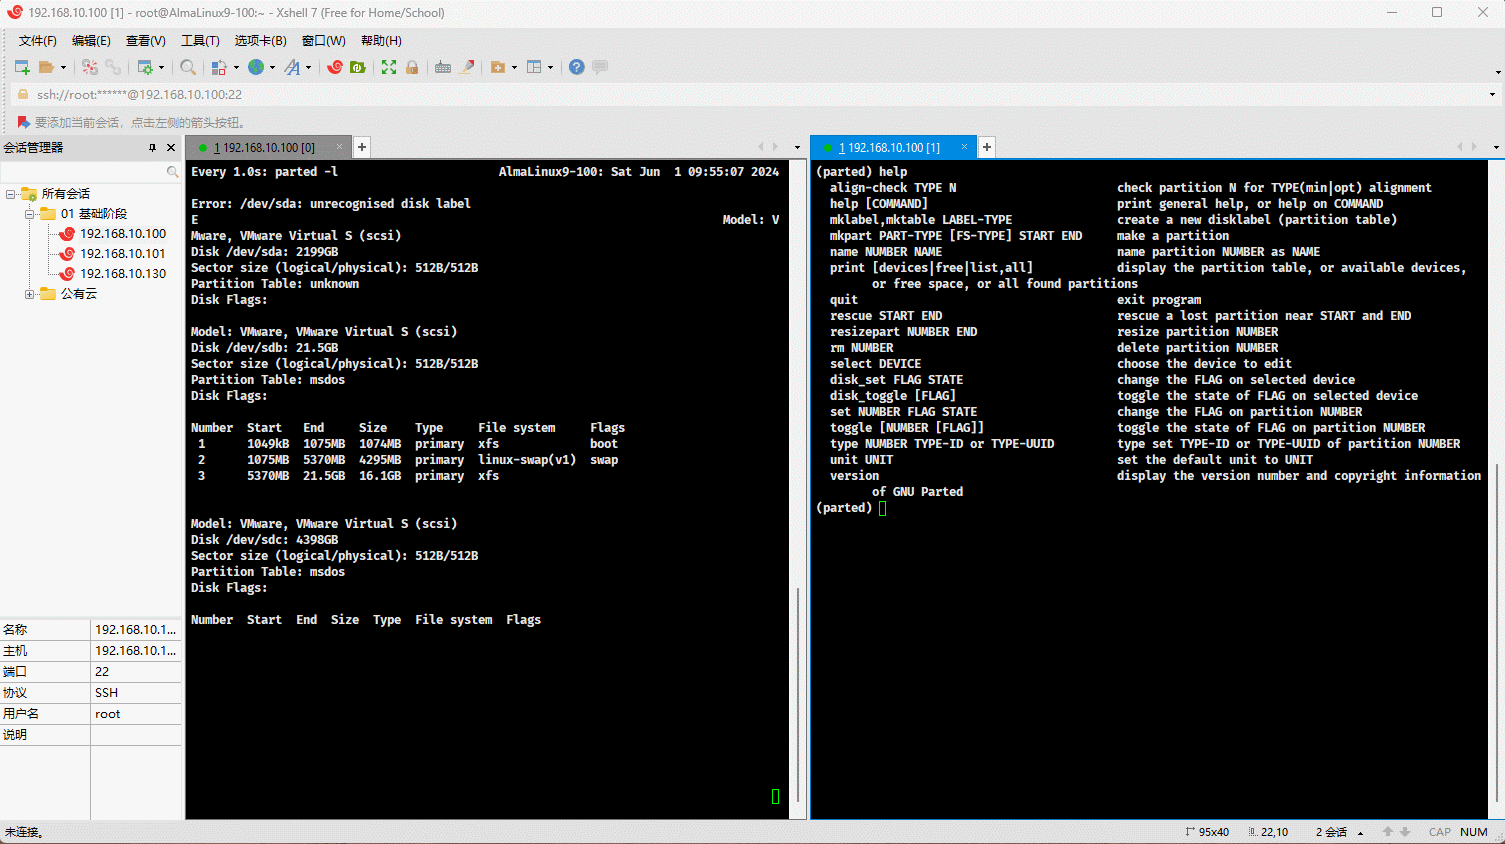 192.168.10.100 [1] - root@AlmaLinux9-100:~ - Xshell 7 (Free for Home/School)
文件(F) 编辑(E) 查看(V) 工具(T) 选项卡(B) 窗口(W) 帮助(H)
ssh://root:******@192.168.10.100:22
要添加当前会话，点击左侧的箭头按钮。
会话管理器
所有会话
01 基础阶段
192.168.10.100
192.168.10.101
192.168.10.130
公有云
名称 192.168.10.1...
主机 192.168.10.1...
端口 22
协议 SSH
用户名 root
说明
1 192.168.10.100 [0]
Every 1.0s: parted -l AlmaLinux9-100: Sat Jun  1 09:55:07 2024
Error: /dev/sda: unrecognised disk label
E Model: V
Mware, VMware Virtual S (scsi)
Disk /dev/sda: 2199GB
Sector size (logical/physical): 512B/512B
Partition Table: unknown
Disk Flags:
Model: VMware, VMware Virtual S (scsi)
Disk /dev/sdb: 21.5GB
Sector size (logical/physical): 512B/512B
Partition Table: msdos
Disk Flags:
Number  Start   End     Size    Type     File system     Flags
1      1049kB  1075MB  1074MB  primary  xfs             boot
2      1075MB  5370MB  4295MB  primary  linux-swap(v1)  swap
3      5370MB  21.5GB  16.1GB  primary  xfs
Model: VMware, VMware Virtual S (scsi)
Disk /dev/sdc: 4398GB
Sector size (logical/physical): 512B/512B
Partition Table: msdos
Disk Flags:
Number  Start  End  Size  Type  File system  Flags
1 192.168.10.100 [1]
(parted) help
align-check TYPE N                       check partition N for TYPE(min|opt) alignment
help [COMMAND]                           print general help, or help on COMMAND
mklabel,mktable LABEL-TYPE               create a new disklabel (partition table)
mkpart PART-TYPE [FS-TYPE] START END     make a partition
name NUMBER NAME                         name partition NUMBER as NAME
print [devices|free|list,all]            display the partition table, or available devices,
or free space, or all found partitions
quit                                     exit program
rescue START END                         rescue a lost partition near START and END
resizepart NUMBER END                    resize partition NUMBER
rm NUMBER                                delete partition NUMBER
select DEVICE                            choose the device to edit
disk_set FLAG STATE                      change the FLAG on selected device
disk_toggle [FLAG]                       toggle the state of FLAG on selected device
set NUMBER FLAG STATE                    change the FLAG on partition NUMBER
toggle [NUMBER [FLAG]]                   toggle the state of FLAG on partition NUMBER
type NUMBER TYPE-ID or TYPE-UUID         type set TYPE-ID or TYPE-UUID of partition NUMBER
unit UNIT                                set the default unit to UNIT
version                                  display the version number and copyright information
of GNU Parted
(parted)
未连接。 95x40 22,10 2 会话 CAP NUM